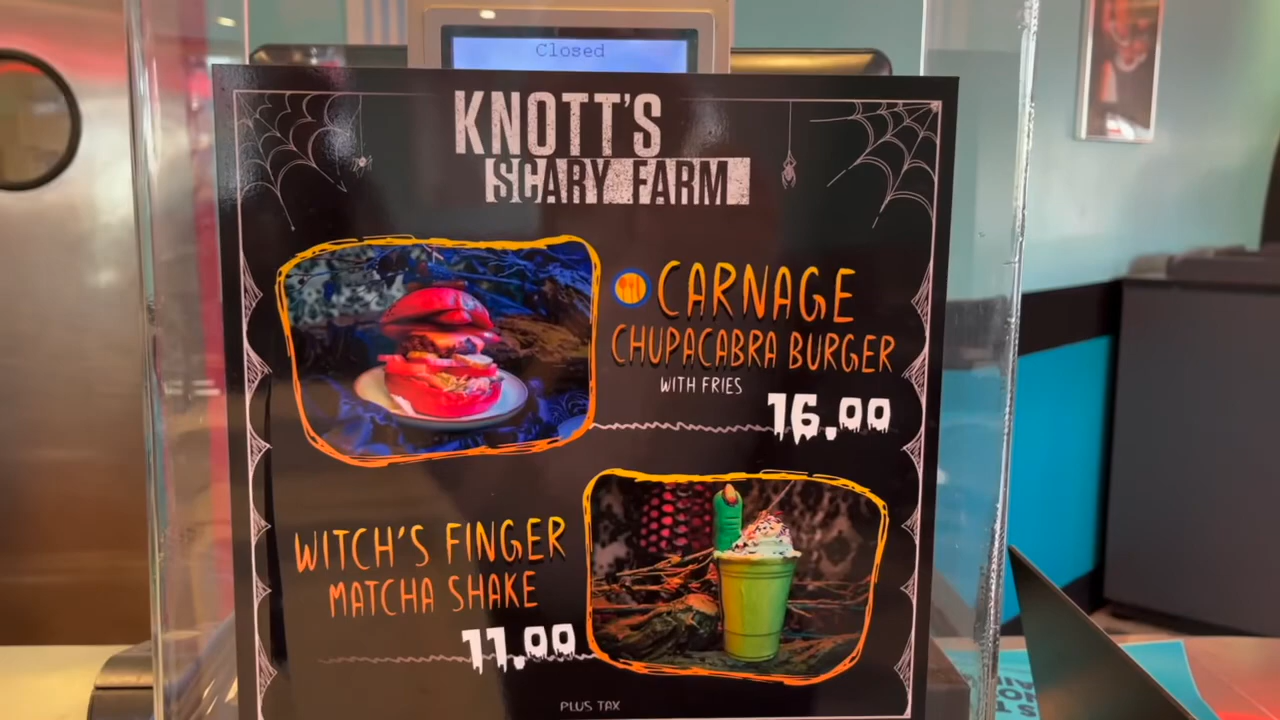 Closed
KNOTT'S
SCARY FARM
CARNAGE
CHUPACABRA BURGER
WITH FRIES
16.00
WITCH'S FINGER
MATCHA SHAKE
11.00
PLUS TAX